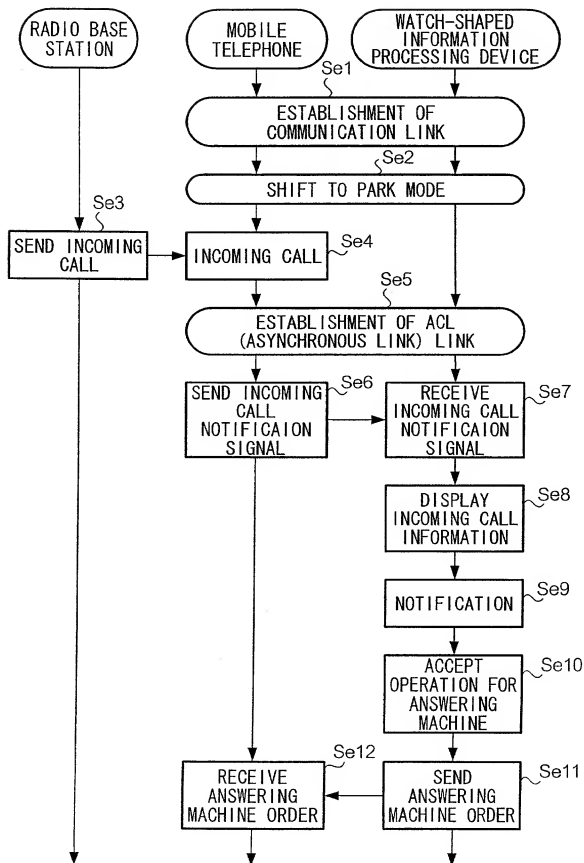 RADIO BASE
STATION
MOBILE
TELEPHONE
WATCH-SHAPED
INFORMATION
PROCESSING DEVICE
Se1
ESTABLISHMENT OF
COMMUNICATION LINK
Se2
SHIFT TO PARK MODE
Se3
SEND INCOMING
CALL
Se4
INCOMING CALL
Se5
ESTABLISHMENT OF ACL
(ASYNCHRONOUS LINK) LINK
Se6
SEND INCOMING
CALL
NOTIFICAION
SIGNAL
Se7
RECEIVE
INCOMING CALL
NOTIFICAION
SIGNAL
Se8
DISPLAY
INCOMING CALL
INFORMATION
Se9
NOTIFICATION
Se10
ACCEPT
OPERATION FOR
ANSWERING
MACHINE
Se12
RECEIVE
ANSWERING
MACHINE ORDER
Se11
SEND
ANSWERING
MACHINE ORDER